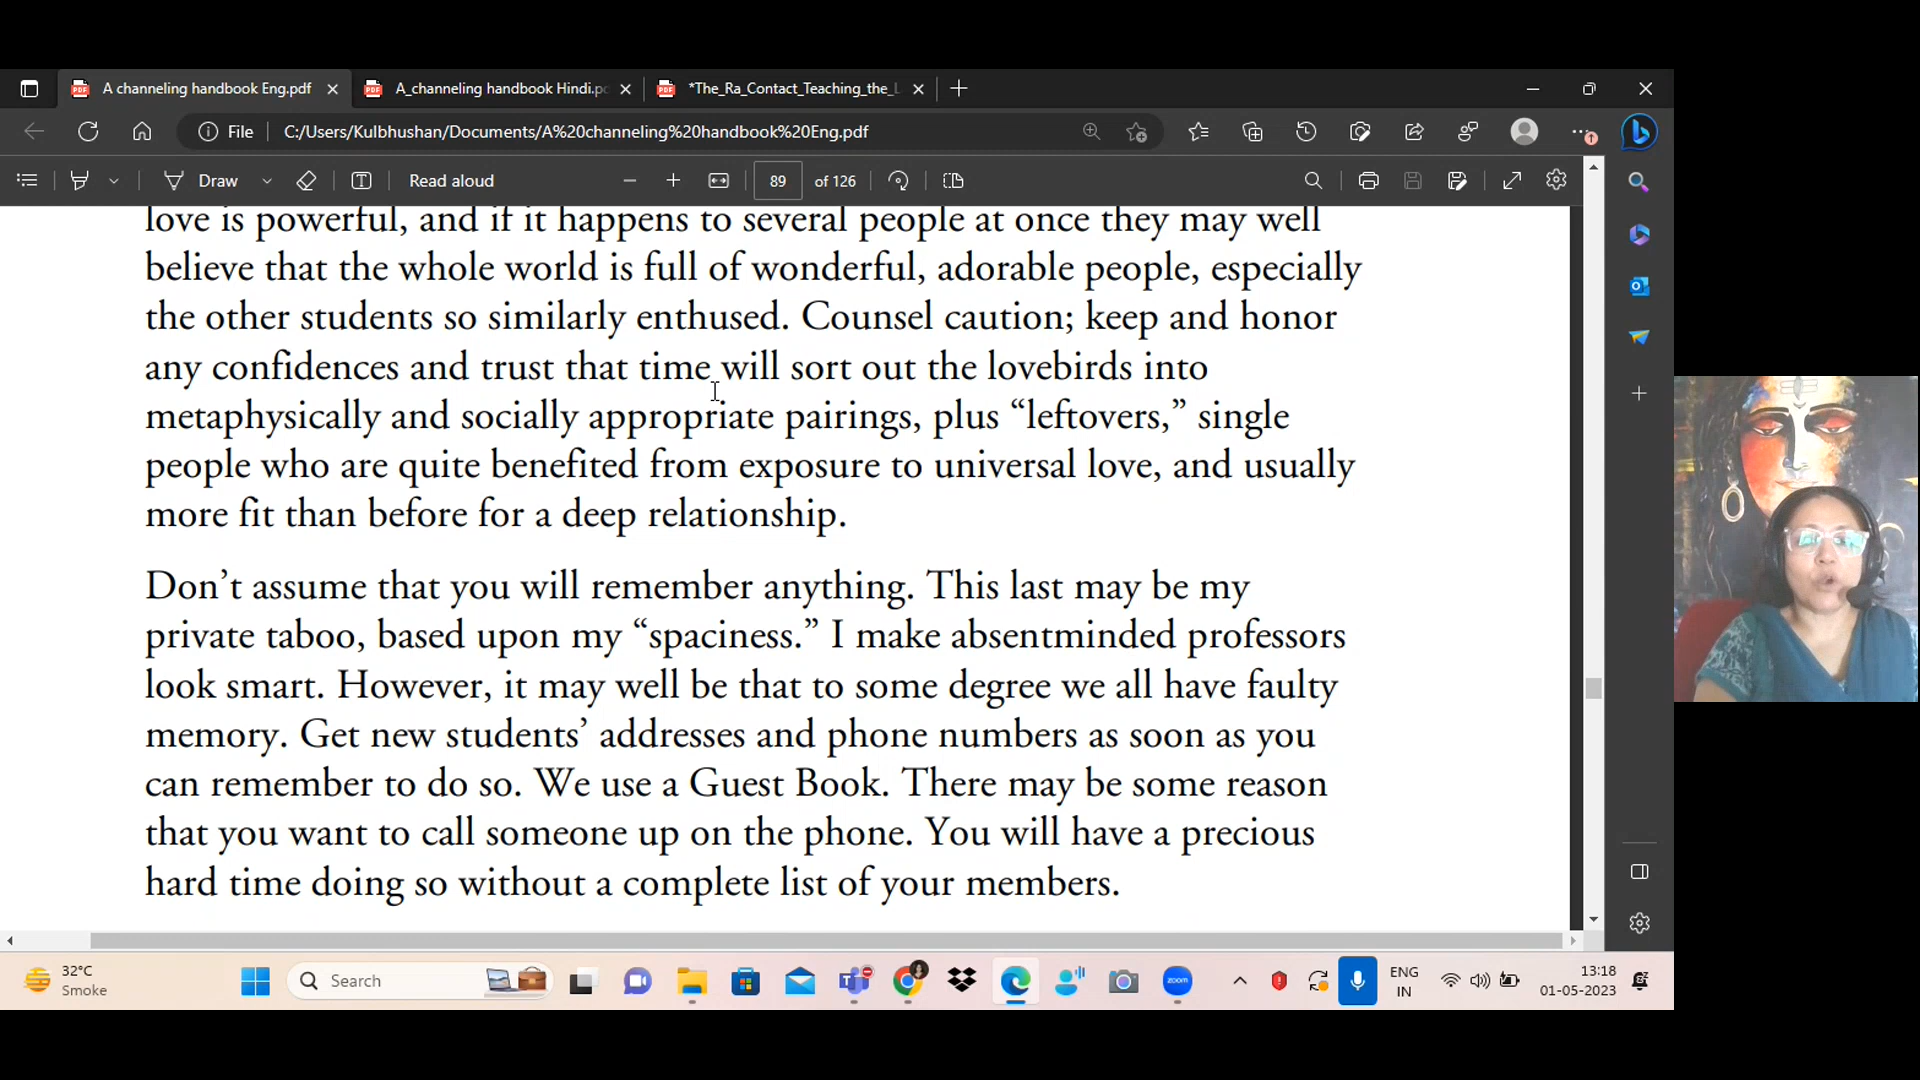 A channeling handbook Eng.pdf
A_channeling handbook Hindi.p
*The_Ra_Contact_Teaching_the_L
File
C:/Users/Kulbhushan/Documents/A%20channeling%20handbook%20Eng.pdf
Draw
Read aloud
89
of 126
love is powerful, and if it happens to several people at once they may well
believe that the whole world is full of wonderful, adorable people, especially
the other students so similarly enthused. Counsel caution; keep and honor
any confidences and trust that time will sort out the lovebirds into
metaphysically and socially appropriate pairings, plus “leftovers,” single
people who are quite benefited from exposure to universal love, and usually
more fit than before for a deep relationship.
Don’t assume that you will remember anything. This last may be my
private taboo, based upon my “spaciness.” I make absentminded professors
look smart. However, it may well be that to some degree we all have faulty
memory. Get new students’ addresses and phone numbers as soon as you
can remember to do so. We use a Guest Book. There may be some reason
that you want to call someone up on the phone. You will have a precious
hard time doing so without a complete list of your members.
32°C
Smoke
Search
zoom
ENG
IN
13:18
01-05-2023